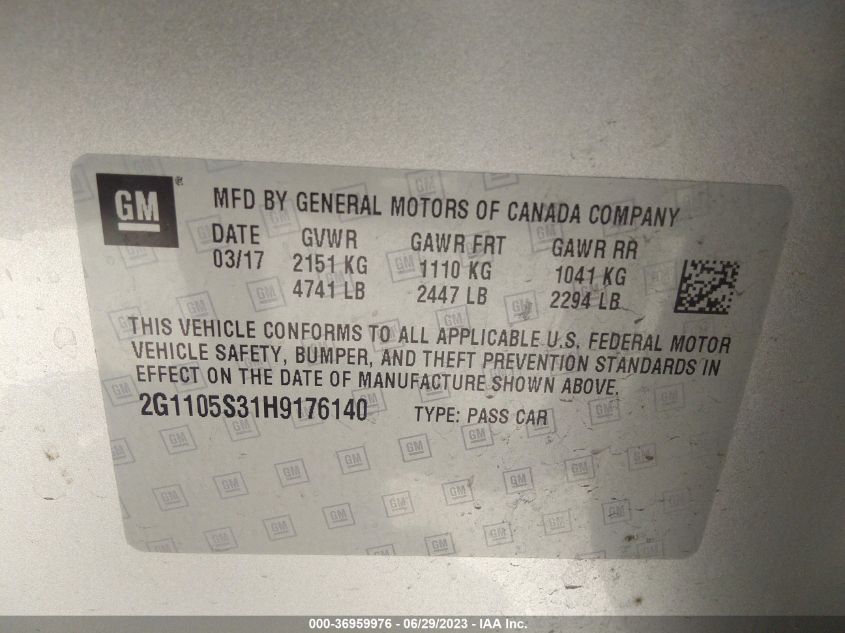 GM®
MFD BY GENERAL MOTORS OF CANADA COMPANY
DATE GVWR GAWR FRT GAWR RR
03/17 2151 KG 1110 KG 1041 KG
4741 LB 2447 LB 2294 LB
THIS VEHICLE CONFORMS TO ALL APPLICABLE U.S. FEDERAL MOTOR
VEHICLE SAFETY, BUMPER, AND THEFT PREVENTION STANDARDS IN
EFFECT ON THE DATE OF MANUFACTURE SHOWN ABOVE.
2G1105S31H9176140 TYPE: PASS CAR
000-36959976 - 06/29/2023 - IAA Inc.